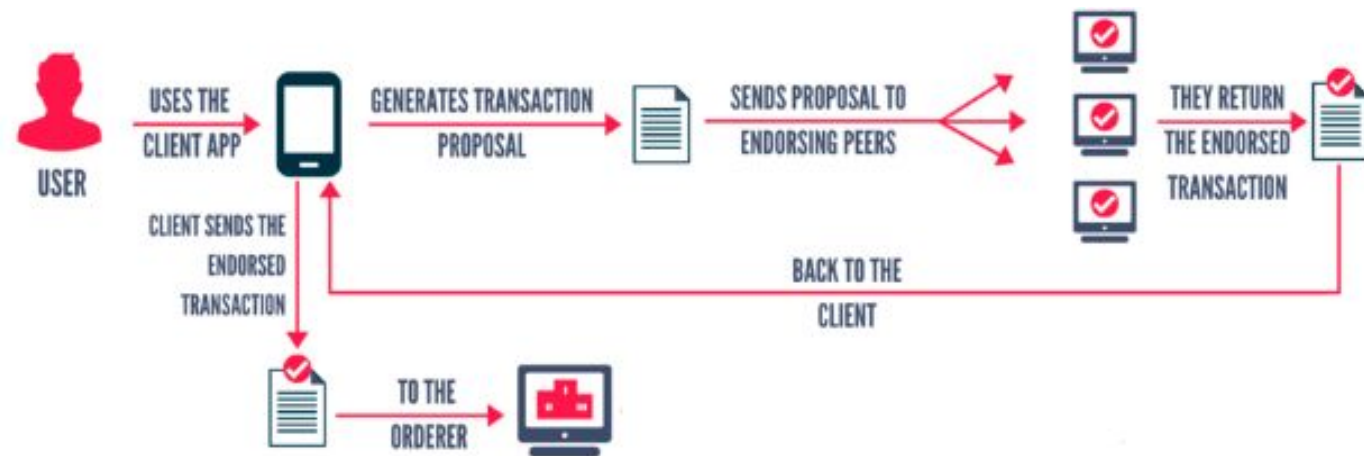 USES THE
CLIENT APP
USER
GENERATES TRANSACTION
PROPOSAL
SENDS PROPOSAL TO
ENDORSING PEERS
THEY RETURN
THE ENDORSED
TRANSACTION
BACK TO THE
CLIENT
CLIENT SENDS THE
ENDORSED
TRANSACTION
TO THE
ORDERER